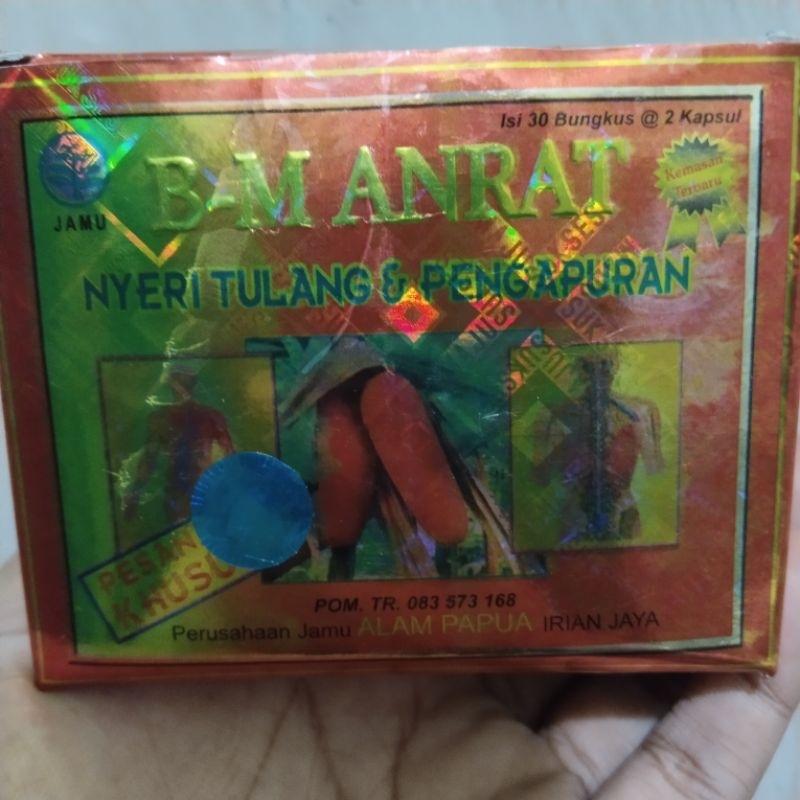 Isi 30 Bungkus @ 2 Kapsul
B-M ANRAT
Kemasan
Terbaru
JAMU
NYERI TULANG & PENGAPURAN
PESAN
KHUSU
POM. TR. 083 573 168
Perusahaan Jamu ALAM PAPUA IRIAN JAYA